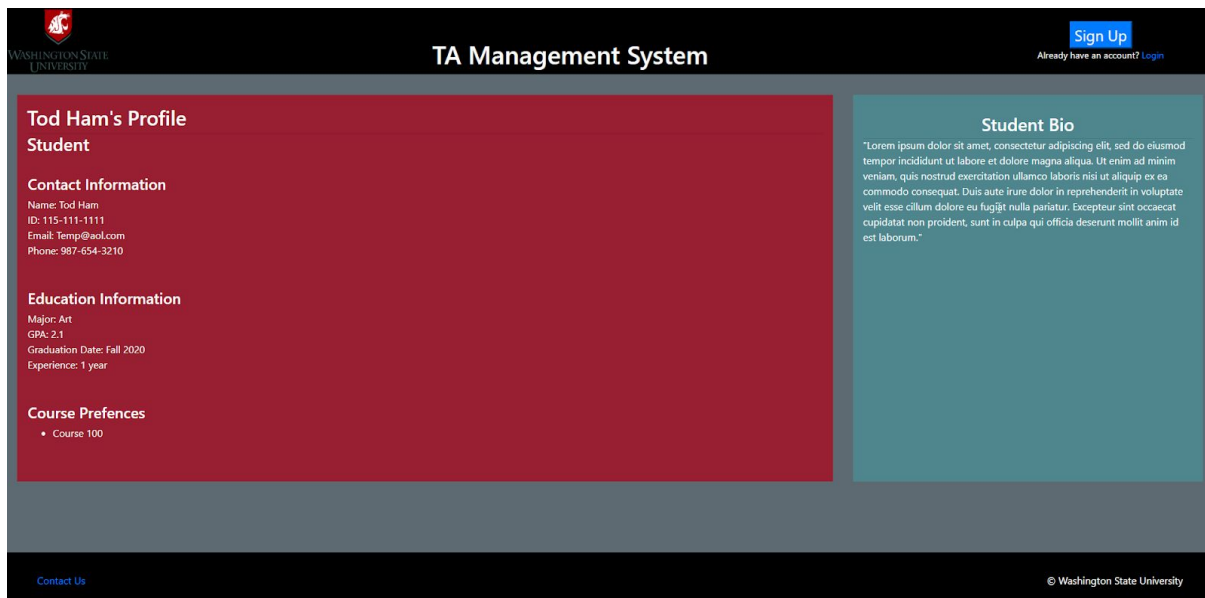 WASHINGTON STATE
UNIVERSITY
TA Management System
Sign Up
Already have an account? Login
Tod Ham's Profile
Student
Contact Information
Name: Tod Ham
ID: 115-111-1111
Email: Temp@aol.com
Phone: 987-654-3210
Education Information
Major: Art
GPA: 2.1
Graduation Date: Fall 2020
Experience: 1 year
Course Prefences
• Course 100
Student Bio
"Lorem ipsum dolor sit amet, consectetur adipiscing elit, sed do eiusmod
tempor incididunt ut labore et dolore magna aliqua. Ut enim ad minim
veniam, quis nostrud exercitation ullamco laboris nisi ut aliquip ex ea
commodo consequat. Duis aute irure dolor in reprehenderit in voluptate
velit esse cillum dolore eu fugiat nulla pariatur. Excepteur sint occaecat
cupidatat non proident, sunt in culpa qui officia deserunt mollit anim id
est laborum."
Contact Us
© Washington State University